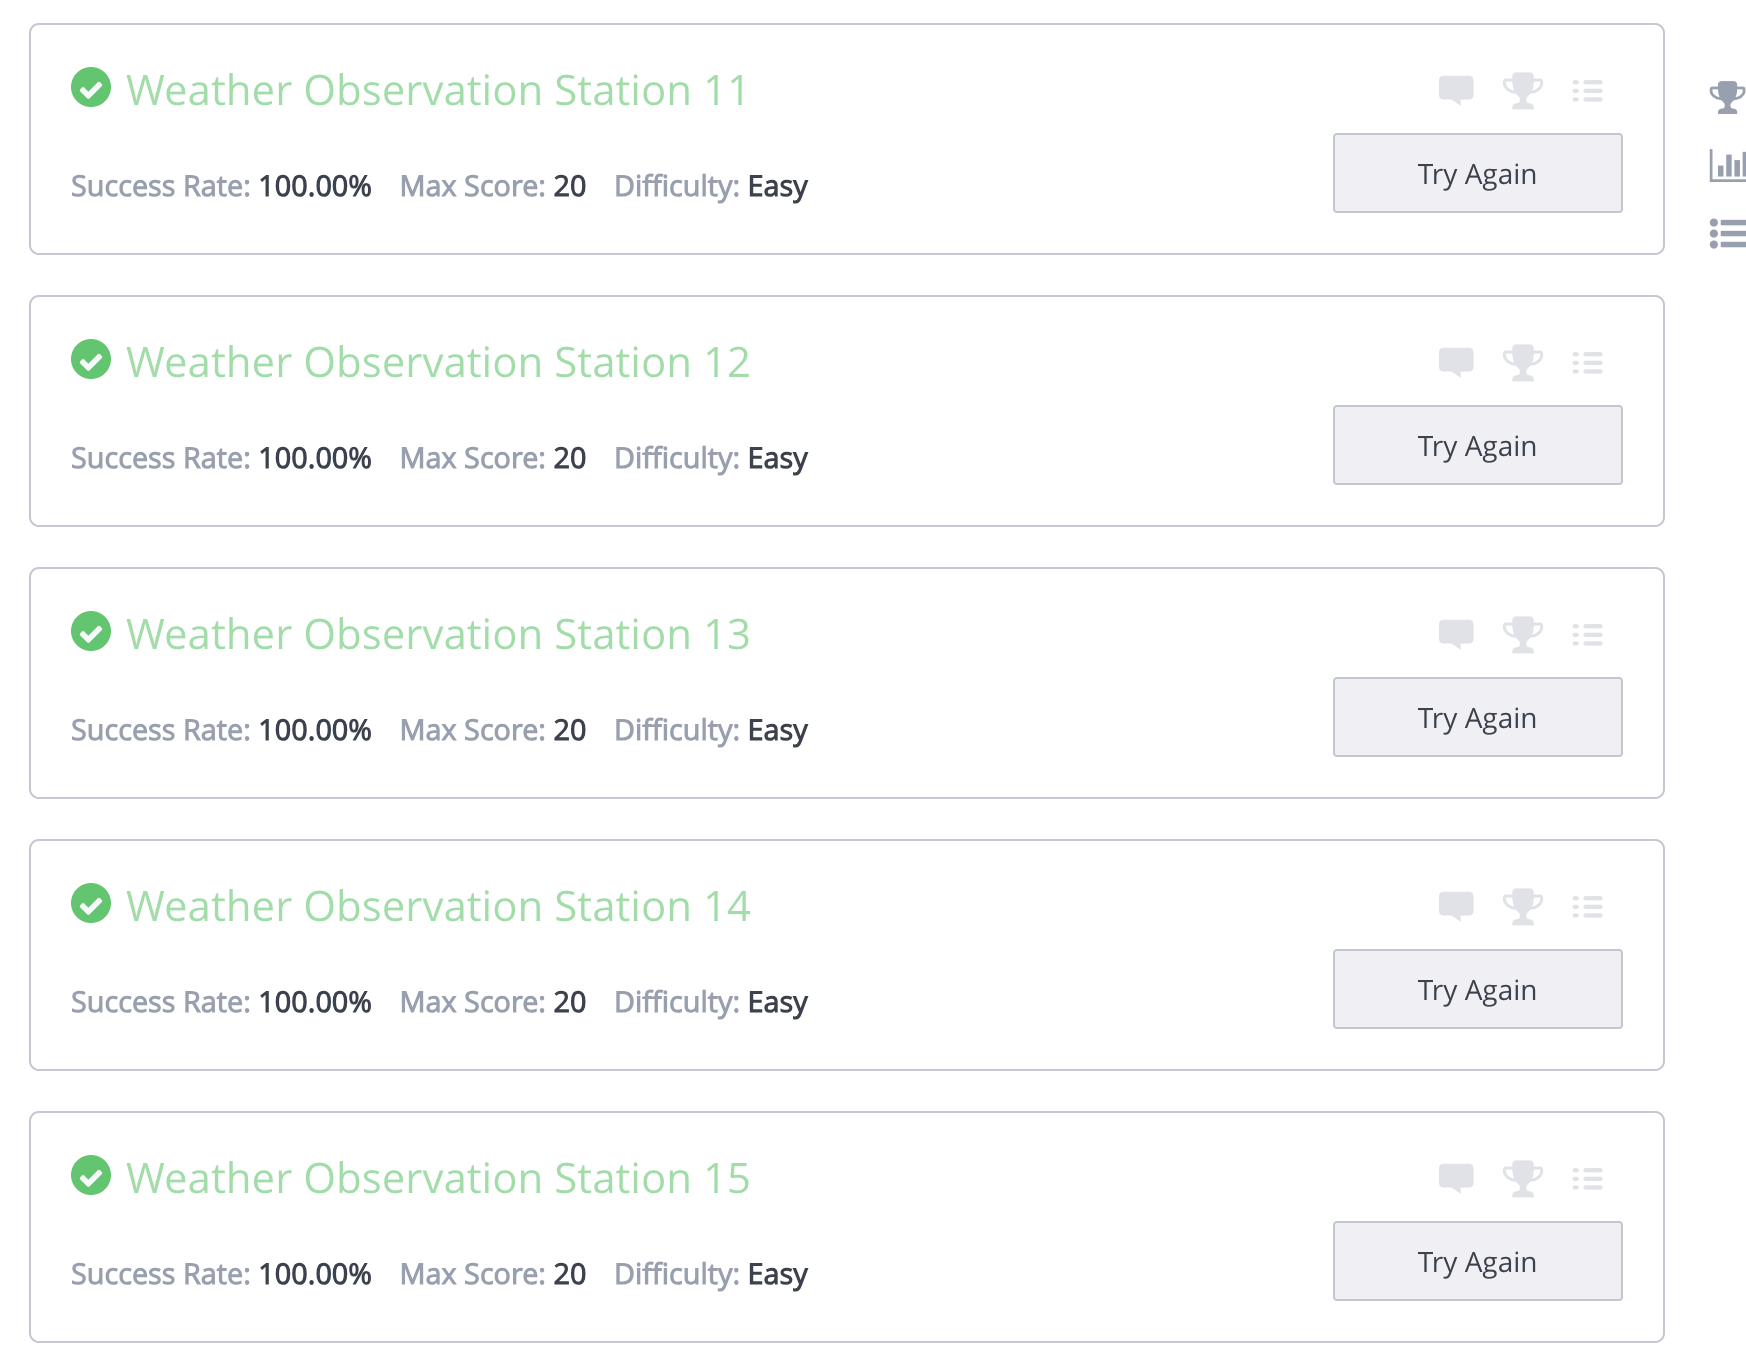 Weather Observation Station 11
Success Rate: 100.00% Max Score: 20 Difficulty: Easy
Try Again
Weather Observation Station 12
Success Rate: 100.00% Max Score: 20 Difficulty: Easy
Try Again
Weather Observation Station 13
Success Rate: 100.00% Max Score: 20 Difficulty: Easy
Try Again
Weather Observation Station 14
Success Rate: 100.00% Max Score: 20 Difficulty: Easy
Try Again
Weather Observation Station 15
Success Rate: 100.00% Max Score: 20 Difficulty: Easy
Try Again